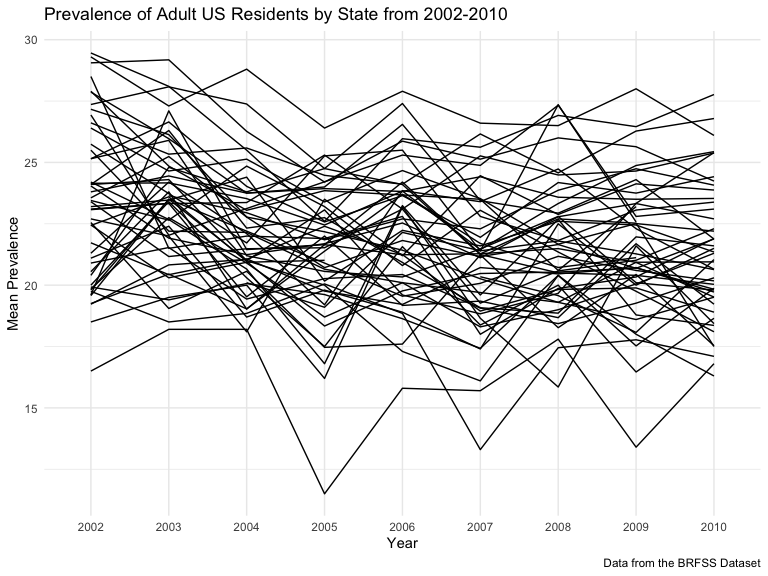 Prevalence of Adult US Residents by State from 2002-2010
30
25
20
15
Mean Prevalence
2002 2003 2004 2005 2006 2007 2008 2009 2010
Year
Data from the BRFSS Dataset